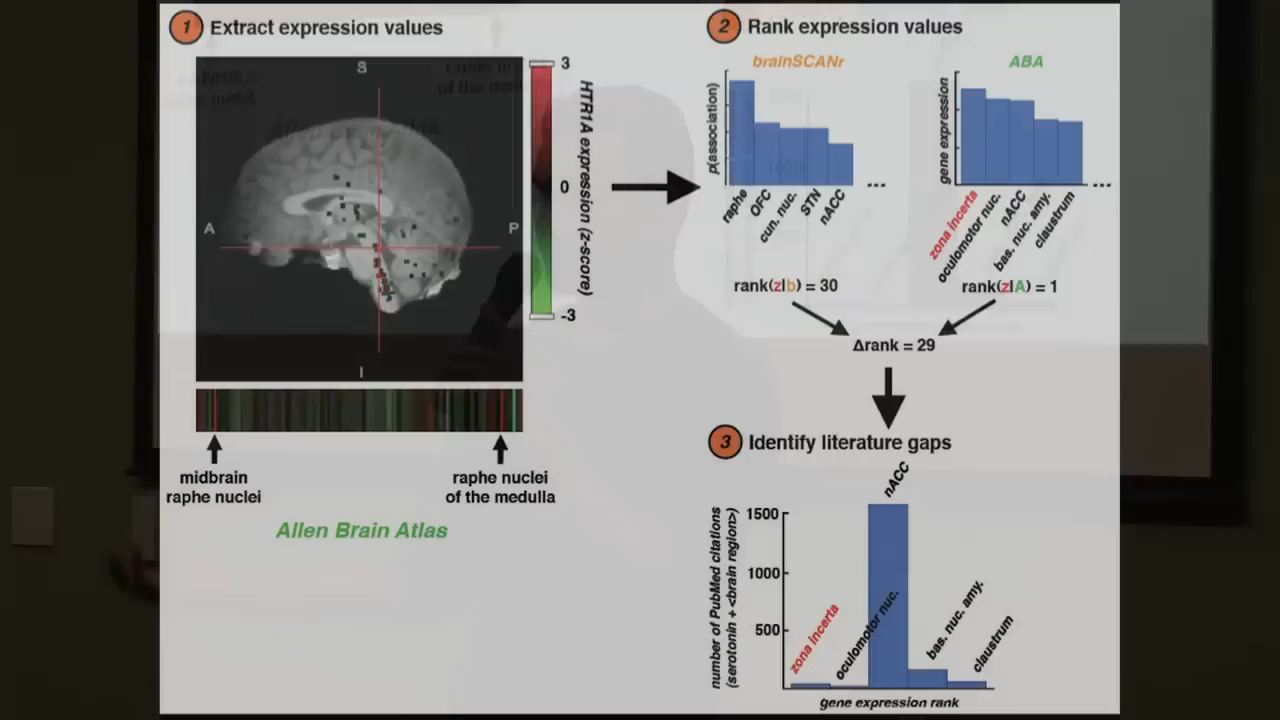 1 Extract expression values
S
A
P
I
3
0
-3
HTR1A expression (z-score)
midbrain
raphe nuclei
raphe nuclei
of the medulla
Allen Brain Atlas
2 Rank expression values
brainSCANr
p(association)
raphe
OFC
cun. nuc.
STN
nACC
...
rank(z|b) = 30
ABA
gene expression
zona incerta
oculomotor nuc.
nACC
bas. nuc. amy.
claustrum
...
rank(z|A) = 1
Δrank = 29
3 Identify literature gaps
number of PubMed citations
(serotonin + <brain region>)
1500
1000
500
zona incerta
oculomotor nuc.
nACC
bas. nuc. amy.
claustrum
gene expression rank